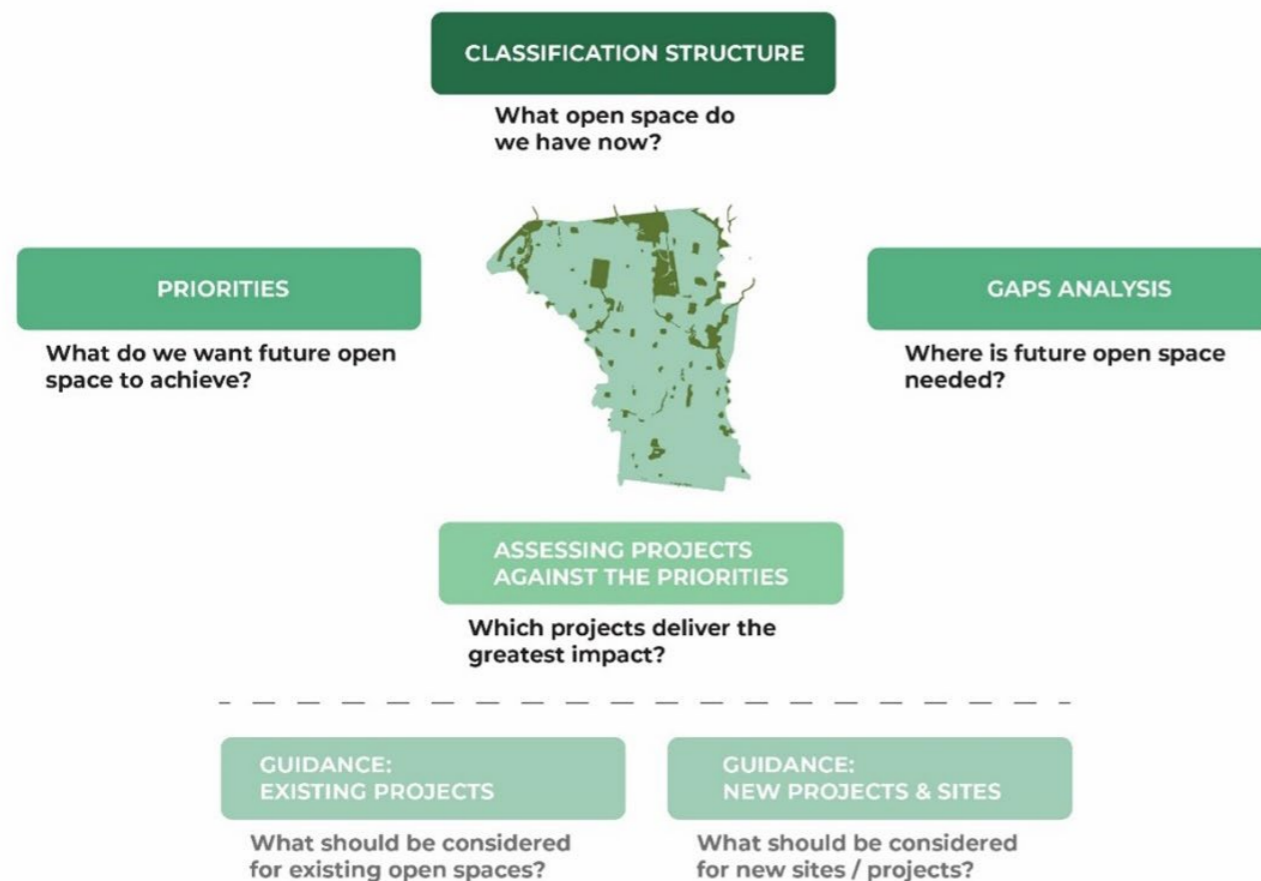 CLASSIFICATION STRUCTURE
What open space do
we have now?
PRIORITIES
What do we want future open
space to achieve?
GAPS ANALYSIS
Where is future open space
needed?
ASSESSING PROJECTS
AGAINST THE PRIORITIES
Which projects deliver the
greatest impact?
GUIDANCE:
EXISTING PROJECTS
What should be considered
for existing open spaces?
GUIDANCE:
NEW PROJECTS & SITES
What should be considered
for new sites / projects?